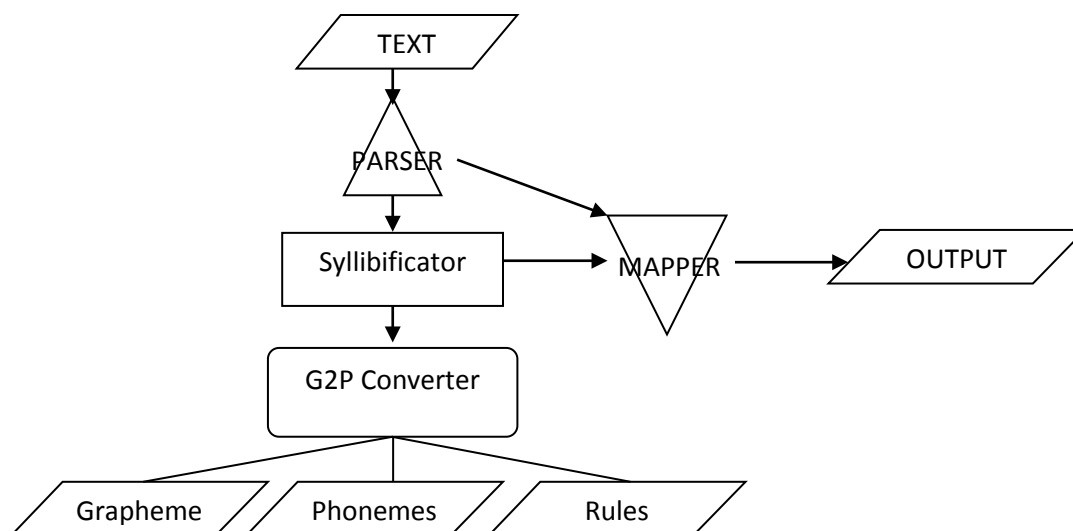 TEXT
PARSER
Syllibificator
MAPPER
OUTPUT
G2P Converter
Grapheme
Phonemes
Rules